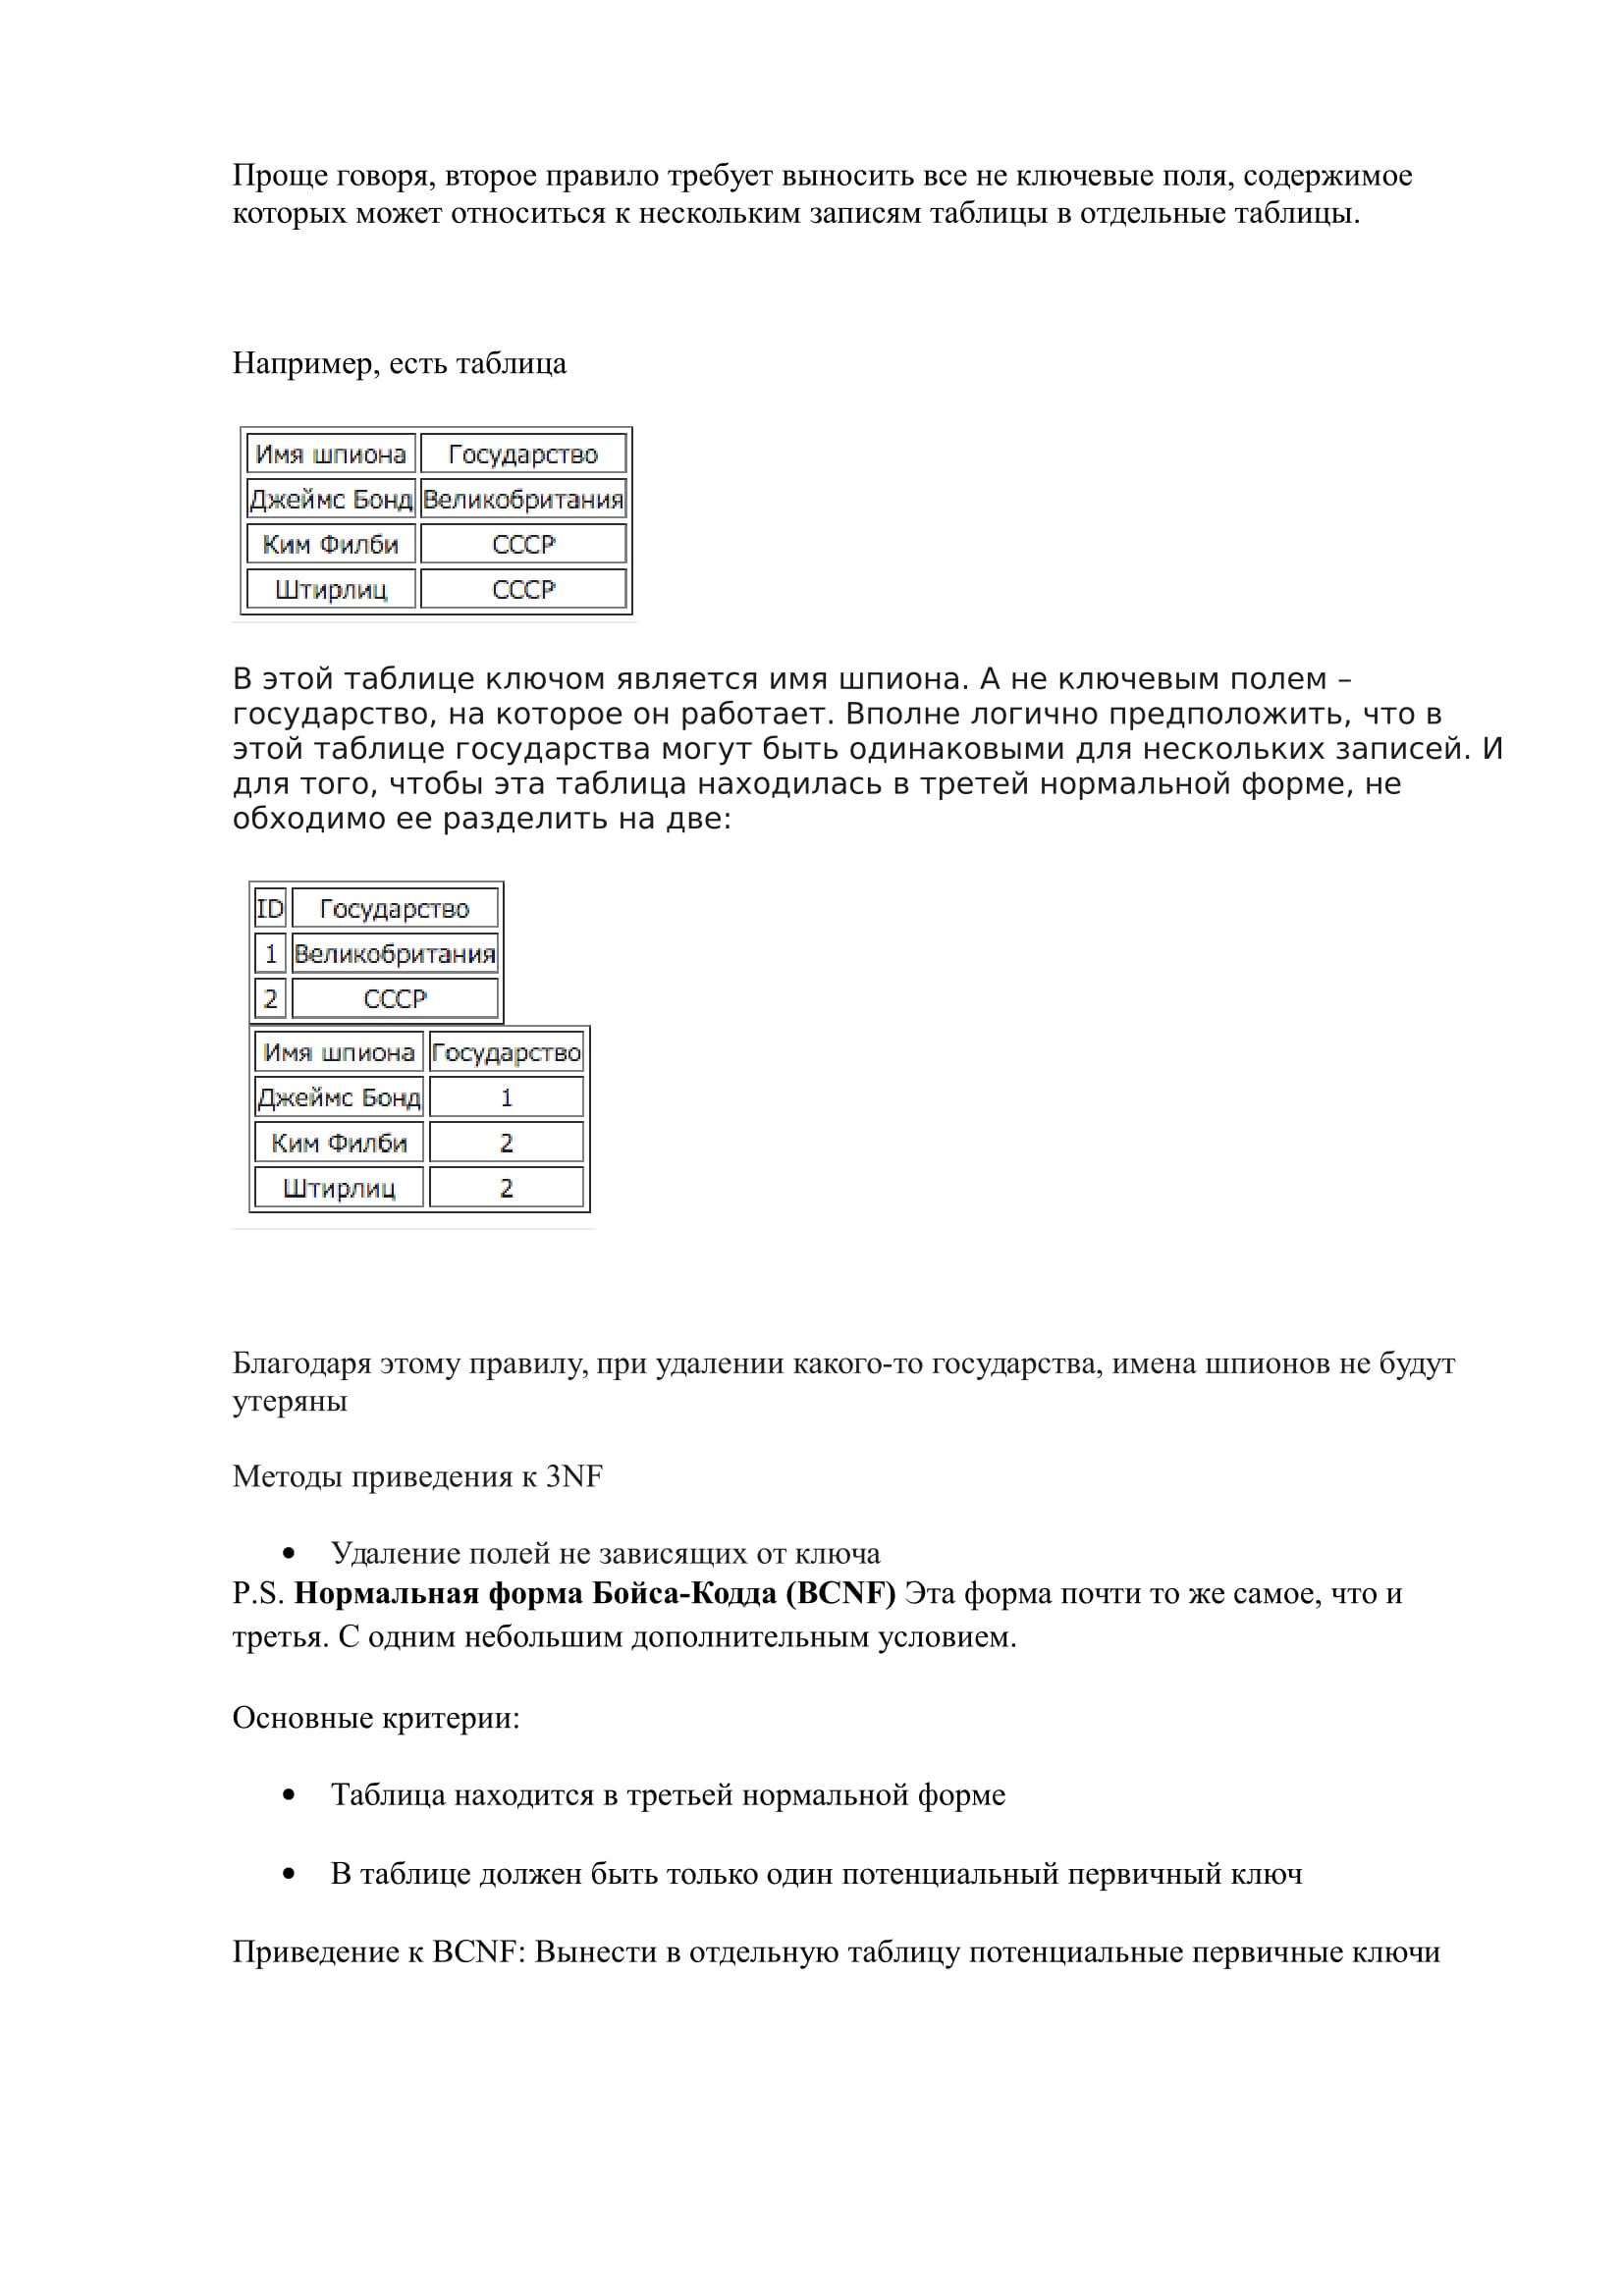 Проще говоря, второе правило требует выносить все не ключевые поля, содержимое
которых может относиться к нескольким записям таблицы в отдельные таблицы.
Например, есть таблица
Имя шпиона Государство
Джеймс Бонд Великобритания
Ким Филби СССР
Штирлиц СССР
В этой таблице ключом является имя шпиона. А не ключевым полем –
государство, на которое он работает. Вполне логично предположить, что в
этой таблице государства могут быть одинаковыми для нескольких записей. И
для того, чтобы эта таблица находилась в третей нормальной форме, не
обходимо ее разделить на две:
ID Государство
1 Великобритания
2 СССР
Имя шпиона Государство
Джеймс Бонд 1
Ким Филби 2
Штирлиц 2
Благодаря этому правилу, при удалении какого-то государства, имена шпионов не будут
утеряны
Методы приведения к 3NF
• Удаление полей не зависящих от ключа
P.S. Нормальная форма Бойса-Кодда (BCNF) Эта форма почти то же самое, что и
третья. С одним небольшим дополнительным условием.
Основные критерии:
• Таблица находится в третьей нормальной форме
• В таблице должен быть только один потенциальный первичный ключ
Приведение к BCNF: Вынести в отдельную таблицу потенциальные первичные ключи